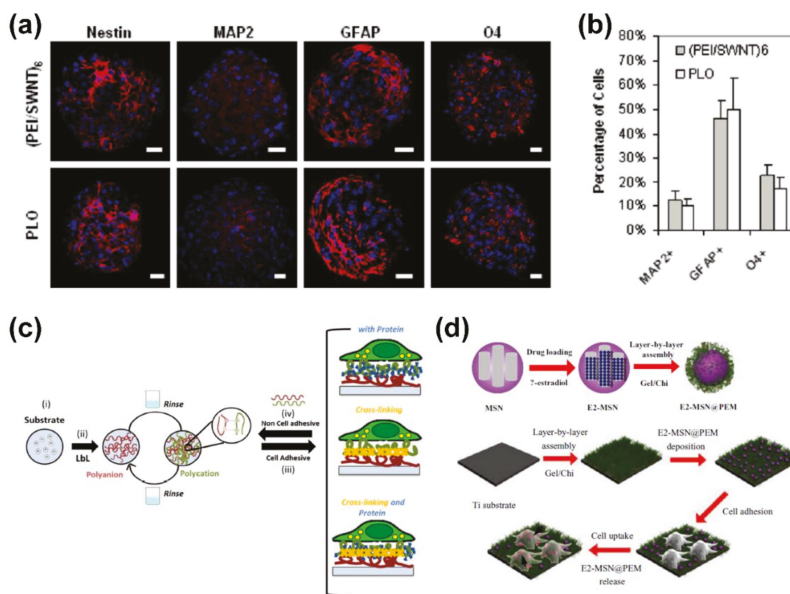 (a)
Nestin
MAP2
GFAP
O4
(PEI/SWNT)6
PLO
(b)
80%
70%
60%
50%
40%
30%
20%
10%
0%
Percentage of Cells
(PEI/SWNT)6
PLO
MAP2+
GFAP+
O4+
(c)
(i)
Substrate
(ii)
LbL
Rinse
Polyanion
Polycation
Rinse
(iv)
Non Cell adhesive
Cell Adhesive
(iii)
with Protein
Cross-linking
Cross-linking and
Protein
(d)
Drug loading
?-estradiol
Layer-by-layer
assembly
Gel/Chi
MSN
E2-MSN
E2-MSN@PEM
Layer-by-layer
assembly
Gel/Chi
E2-MSN@PEM
deposition
Ti substrate
Cell adhesion
Cell uptake
E2-MSN@PEM
release